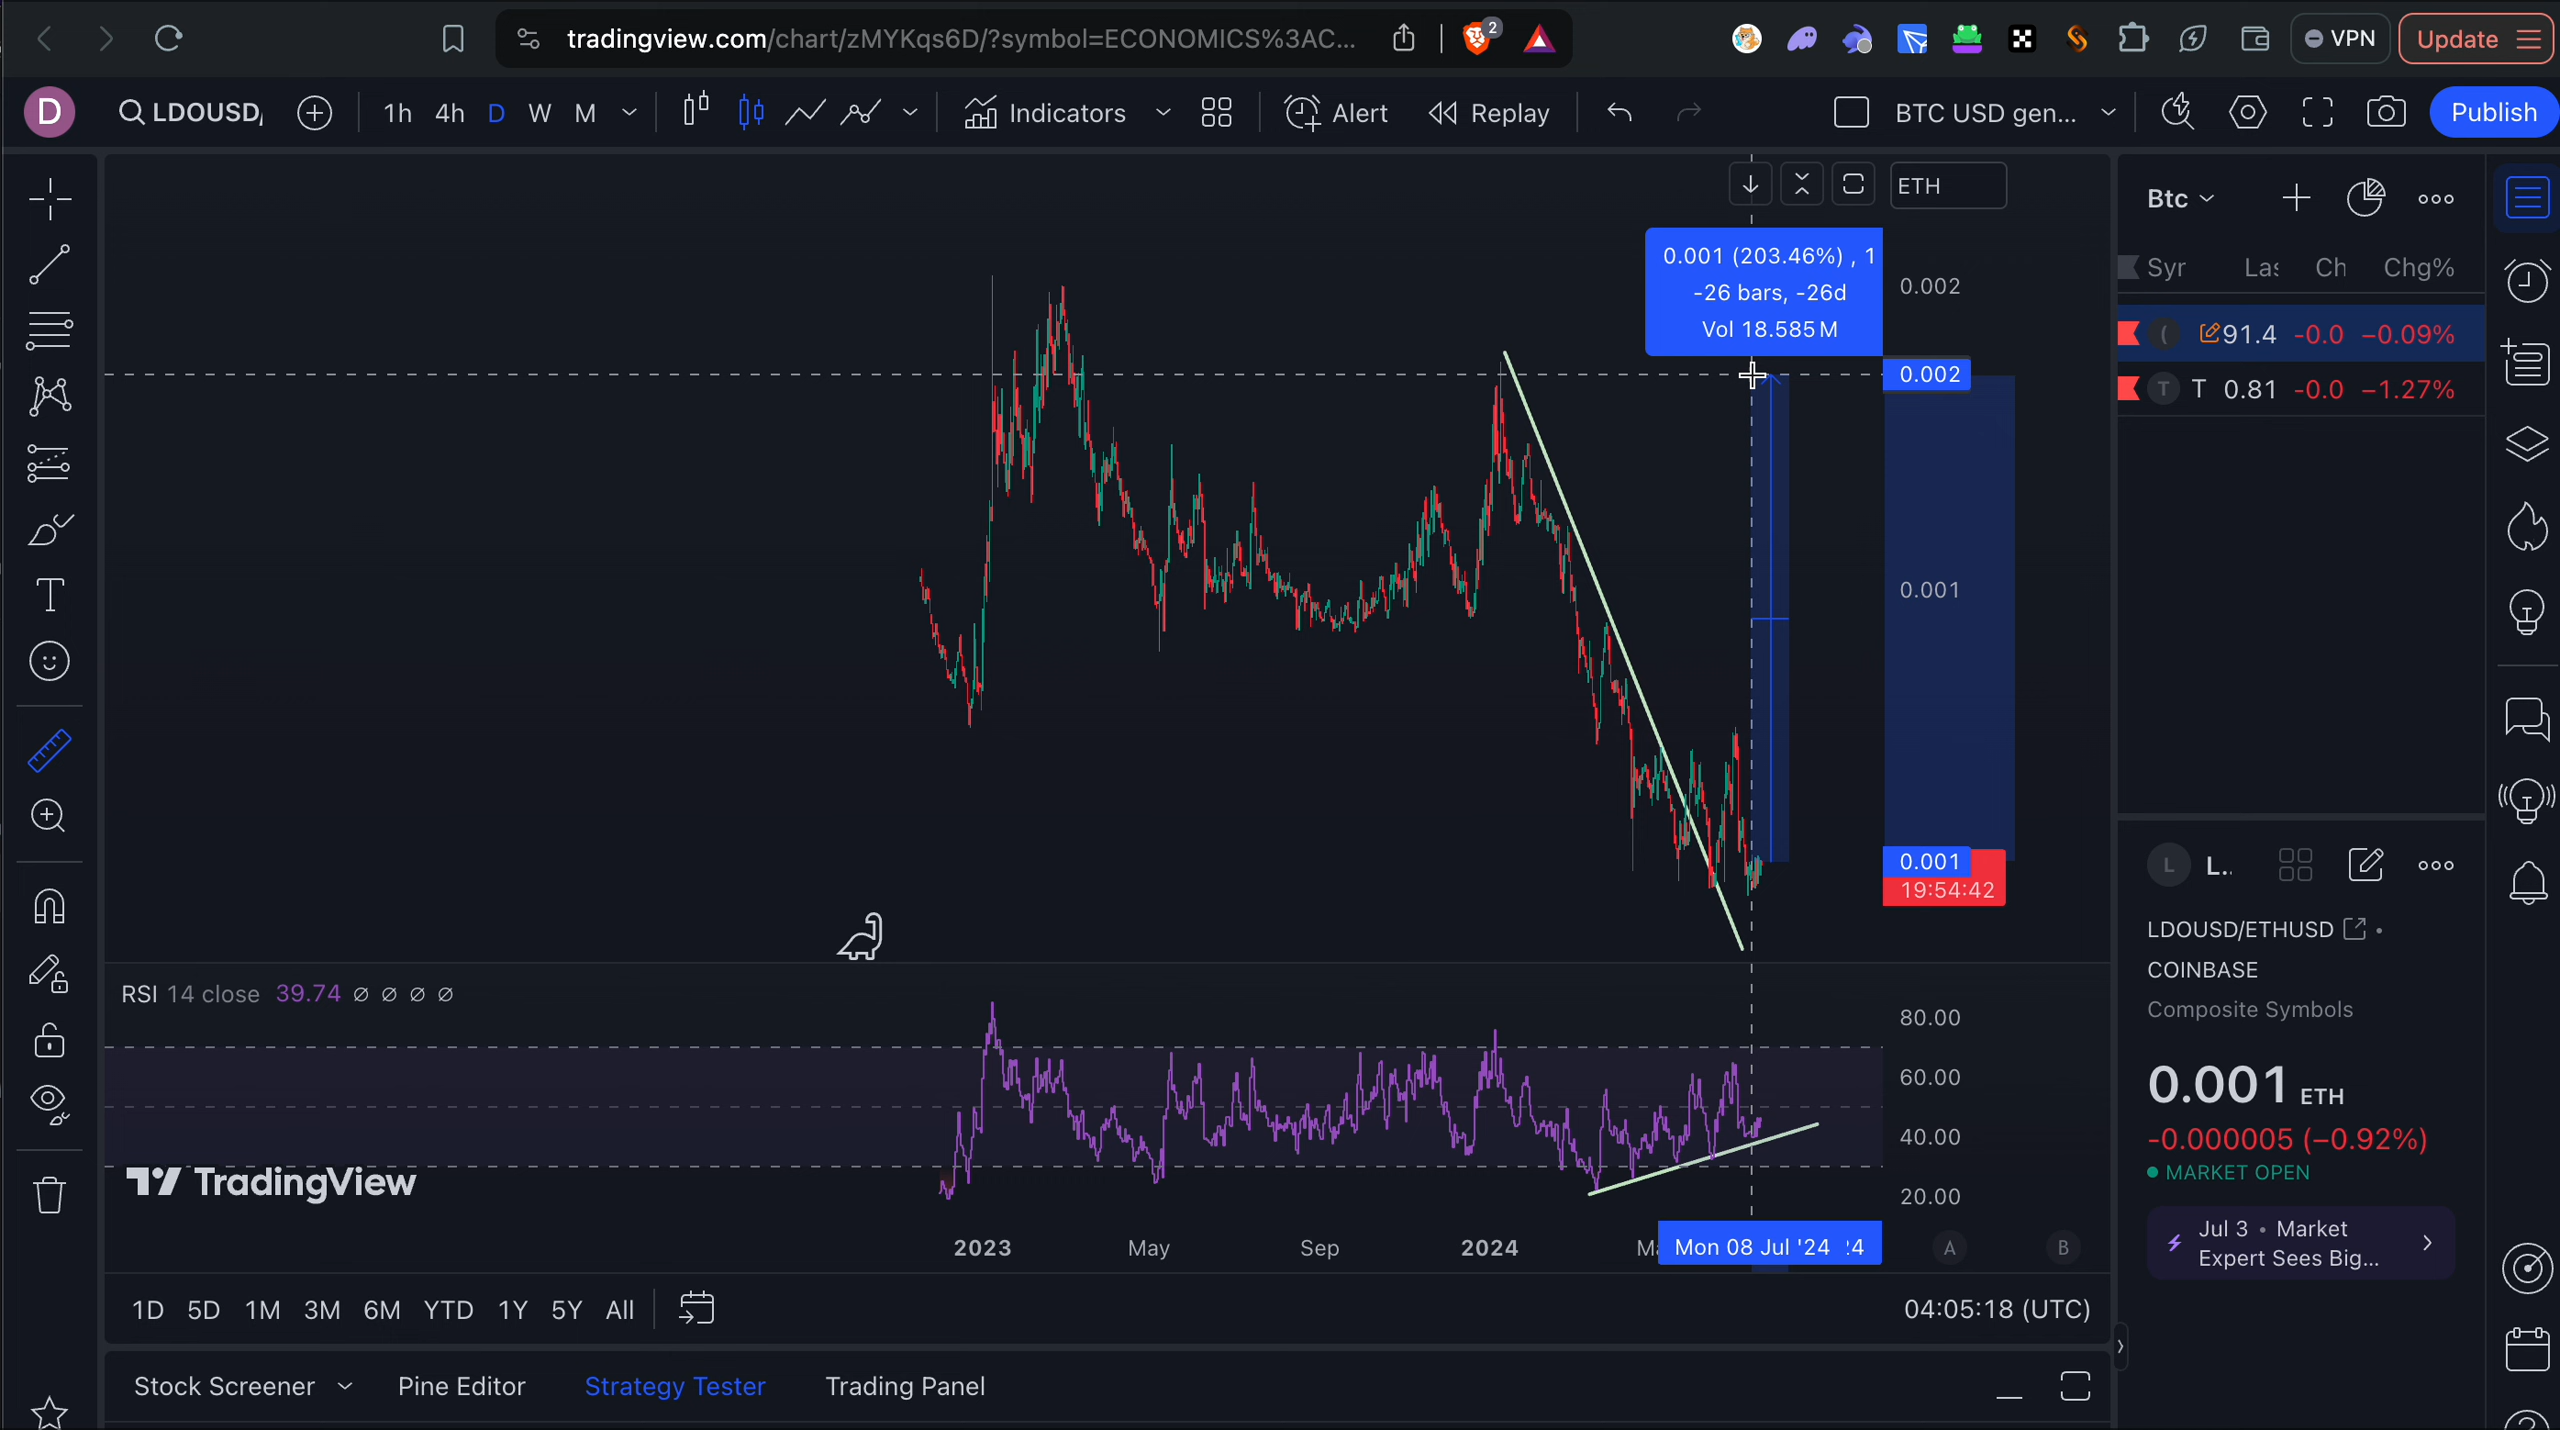 tradingview.com/chart/zMYKqs6D/?symbol=ECONOMICS%3AC...
2
VPN
Update
D
LDOUSD/
1h 4h D W M
Indicators
Alert
Replay
BTC USD gen...
Publish
ETH
0.001 (203.46%) , 1
-26 bars, -26d
Vol 18.585M
0.002
0.002
0.001
0.001
19:54:42
Btc
Syr Las Ch Chg%
( 91.4 -0.0 −0.09%
T T 0.81 -0.0 −1.27%
L L..
LDOUSD/ETHUSD
COINBASE
Composite Symbols
0.001 ETH
-0.000005 (−0.92%)
MARKET OPEN
Jul 3 • Market
Expert Sees Big...
RSI 14 close 39.74 ∅ ∅ ∅ ∅
80.00
60.00
40.00
20.00
TradingView
2023 May Sep 2024 Mon 08 Jul '24 A B
1D 5D 1M 3M 6M YTD 1Y 5Y All
04:05:18 (UTC)
Stock Screener Pine Editor Strategy Tester Trading Panel